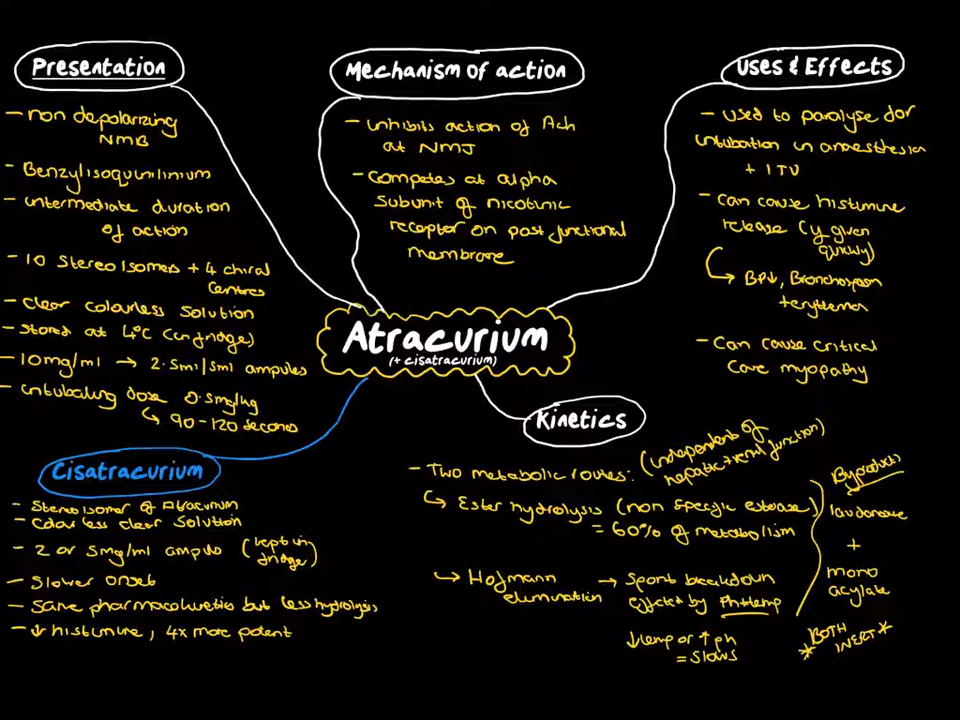 Presentation
- non depolarizing
NMB
- Benzylisoquinilinium
- intermediate duration
of action
- 10 Stereoisomers + 4 chiral
centres
- Clear colourless solution
- Stored at 4°C (in fridge)
- 10mg/ml → 2.5ml/5ml ampules
- intubating dose 0.5mg/kg
↳ 90-120 seconds
Mechanism of action
- inhibits action of Ach
at NMJ
- competes at alpha
subunit of nicotinic
receptor on post junctional
membrane
Uses & Effects
- used to paralyse for
intubation in anaesthesia
+ ITU
- can cause histamine
release (if given
quickly)
→ BP↓, Bronchospasm
+ erythema
- Can cause critical
care myopathy
Atracurium
(+ cisatracurium)
Cisatracurium
- Stereoisomer of Atracurium
- Colourless clear solution
- 2 or 5mg/ml ampule (kept in
fridge)
- Slower onset
- Same pharmacokinetics but less hydrolysis
- ↓ histamine, 4x more potent
Kinetics
- Two metabolic routes: (independent of
hepatic + renal function)
↳ Ester hydrolysis (non specific esterase)
= 60% of metabolism
↳ Hofmann
elimination → Spont breakdown
effected by Ph + temp
↓temp or ↑ph
= Slows
Byproducts
laudonosine
+
mono
acrylate
*BOTH
INERT*